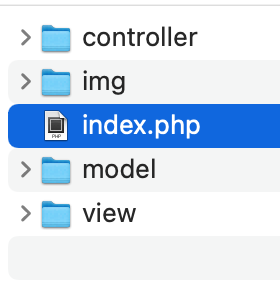 controller
img
index.php
model
view